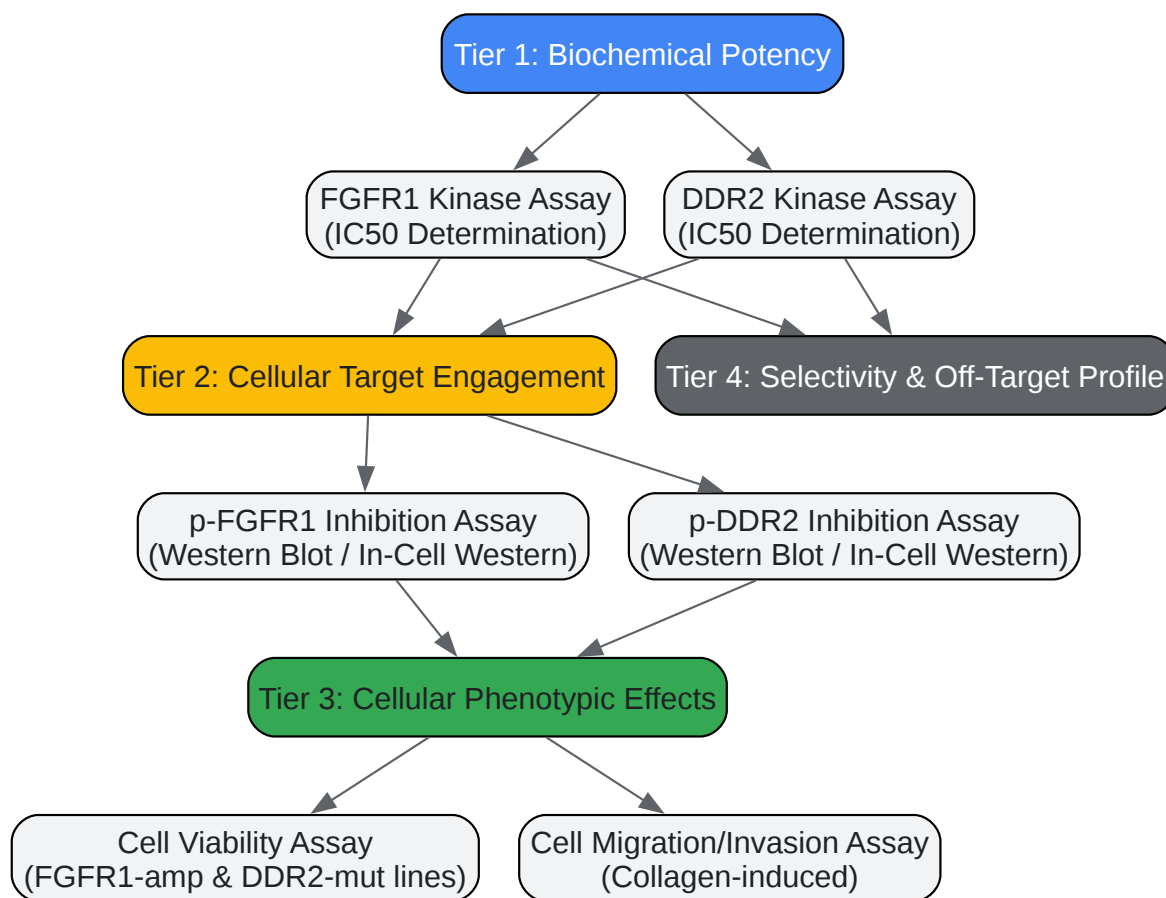 Tier 1: Biochemical Potency
FGFR1 Kinase Assay
(IC50 Determination)
DDR2 Kinase Assay
(IC50 Determination)
Tier 2: Cellular Target Engagement
Tier 4: Selectivity & Off-Target Profile
p-FGFR1 Inhibition Assay
(Western Blot / In-Cell Western)
p-DDR2 Inhibition Assay
(Western Blot / In-Cell Western)
Tier 3: Cellular Phenotypic Effects
Cell Viability Assay
(FGFR1-amp & DDR2-mut lines)
Cell Migration/Invasion Assay
(Collagen-induced)